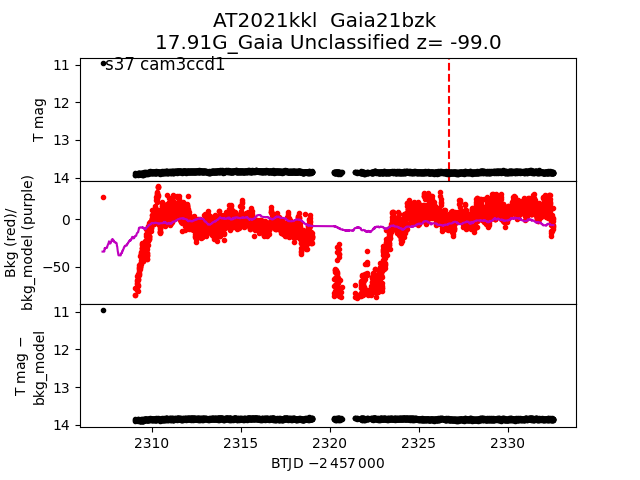 AT2021kkl  Gaia21bzk
17.91G_Gaia Unclassified z= -99.0
11
s37 cam3ccd1
12
13
14
T mag
0
−50
Bkg (red)/
bkg_model (purple)
11
12
13
14
T mag −
bkg_model
2310
2315
2320
2325
2330
BTJD −2 457 000